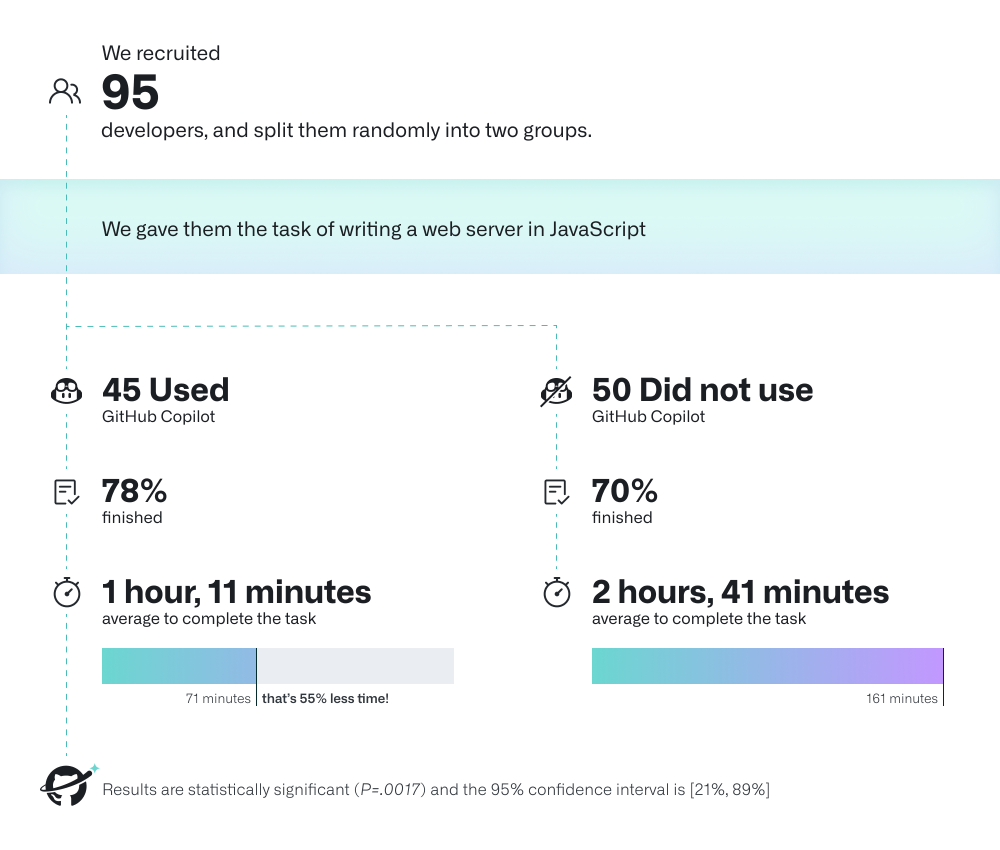 We recruited
95
developers, and split them randomly into two groups.
We gave them the task of writing a web server in JavaScript
45 Used
GitHub Copilot
78%
finished
1 hour, 11 minutes
average to complete the task
71 minutes
that’s 55% less time!
50 Did not use
GitHub Copilot
70%
finished
2 hours, 41 minutes
average to complete the task
161 minutes
Results are statistically significant (P=.0017) and the 95% confidence interval is [21%, 89%]